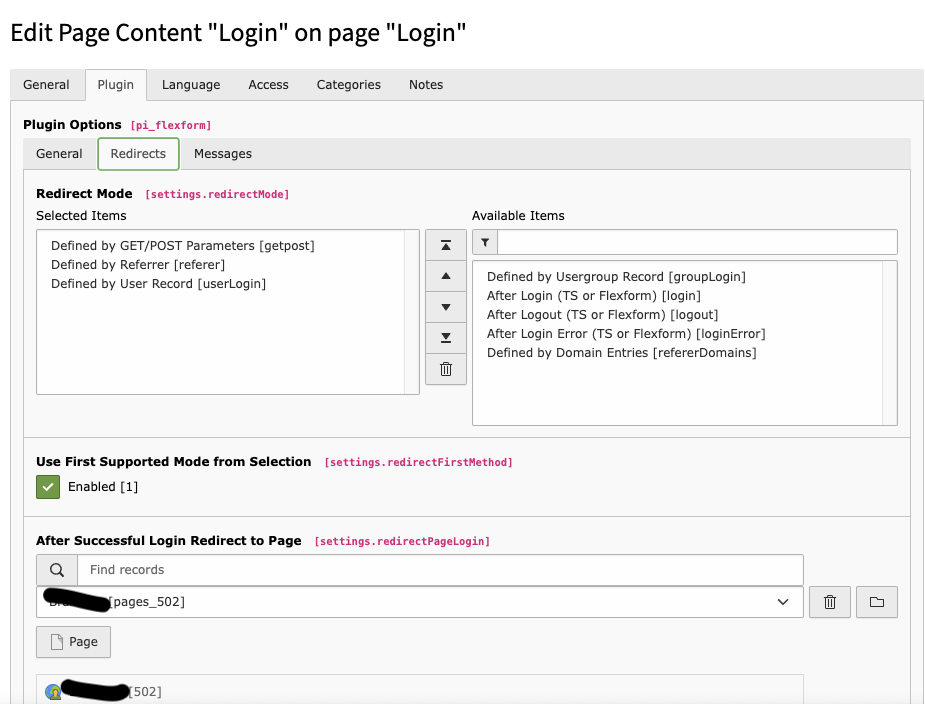 Edit Page Content "Login" on page "Login"
General Plugin Language Access Categories Notes
Plugin Options [pi_flexform]
General Redirects Messages
Redirect Mode [settings.redirectMode]
Selected Items
Available Items
Defined by GET/POST Parameters [getpost]
Defined by Referrer [referer]
Defined by User Record [userLogin]
Defined by Usergroup Record [groupLogin]
After Login (TS or Flexform) [login]
After Logout (TS or Flexform) [logout]
After Login Error (TS or Flexform) [loginError]
Defined by Domain Entries [refererDomains]
Use First Supported Mode from Selection [settings.redirectFirstMethod]
Enabled [1]
After Successful Login Redirect to Page [settings.redirectPageLogin]
Find records
[pages_502]
Page
[502]